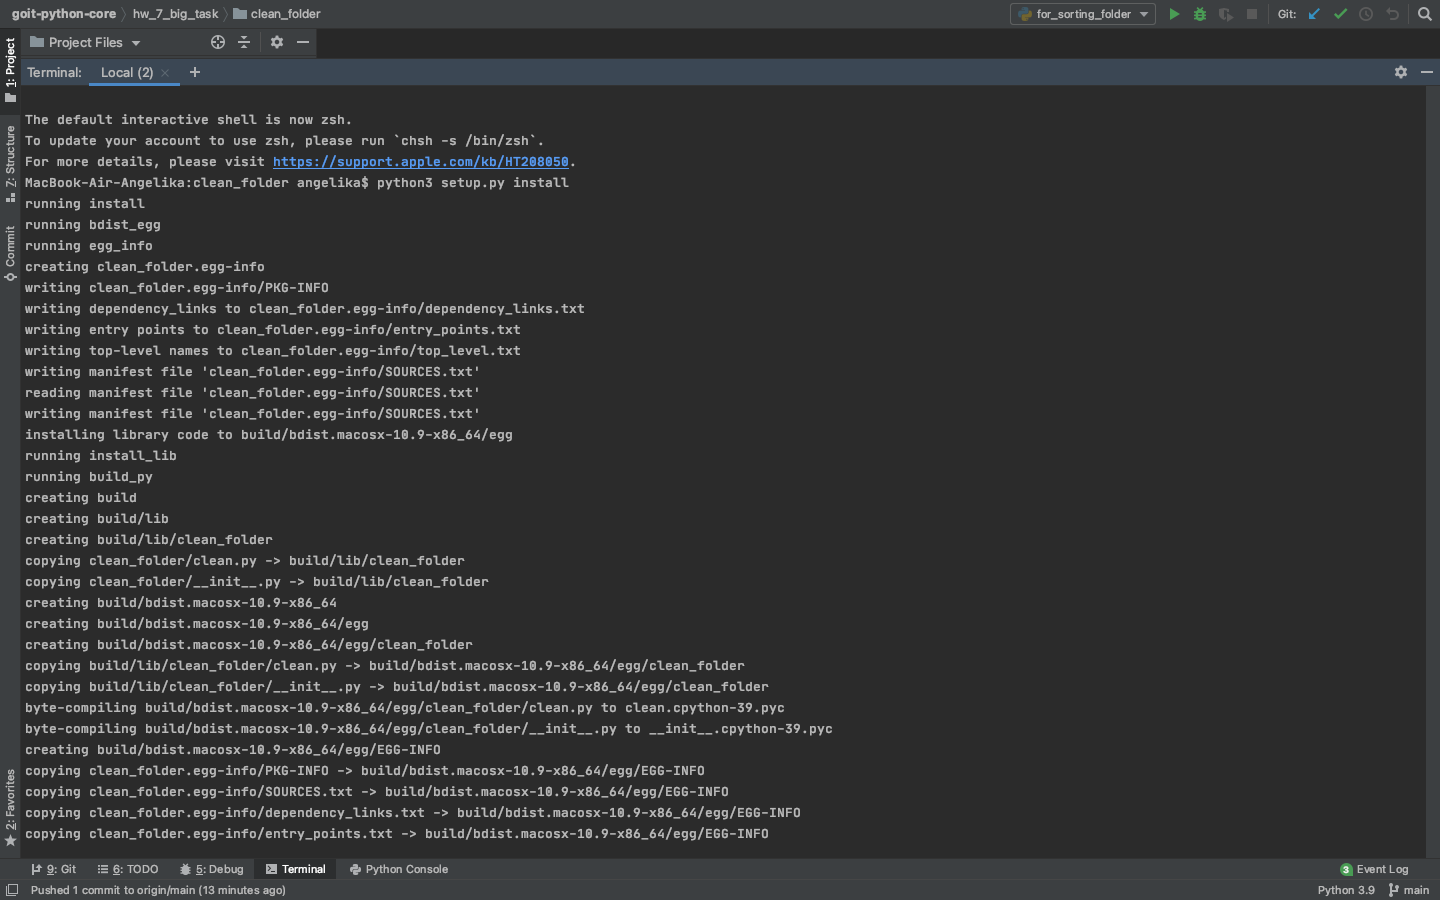 goit-python-core hw_7_big_task clean_folder for_sorting_folder Git:
Project Files
Terminal: Local (2)
1: Project
7: Structure
Commit
2: Favorites
The default interactive shell is now zsh.
To update your account to use zsh, please run `chsh -s /bin/zsh`.
For more details, please visit https://support.apple.com/kb/HT208050.
MacBook-Air-Angelika:clean_folder angelika$ python3 setup.py install
running install
running bdist_egg
running egg_info
creating clean_folder.egg-info
writing clean_folder.egg-info/PKG-INFO
writing dependency_links to clean_folder.egg-info/dependency_links.txt
writing entry points to clean_folder.egg-info/entry_points.txt
writing top-level names to clean_folder.egg-info/top_level.txt
writing manifest file 'clean_folder.egg-info/SOURCES.txt'
reading manifest file 'clean_folder.egg-info/SOURCES.txt'
writing manifest file 'clean_folder.egg-info/SOURCES.txt'
installing library code to build/bdist.macosx-10.9-x86_64/egg
running install_lib
running build_py
creating build
creating build/lib
creating build/lib/clean_folder
copying clean_folder/clean.py -> build/lib/clean_folder
copying clean_folder/__init__.py -> build/lib/clean_folder
creating build/bdist.macosx-10.9-x86_64
creating build/bdist.macosx-10.9-x86_64/egg
creating build/bdist.macosx-10.9-x86_64/egg/clean_folder
copying build/lib/clean_folder/clean.py -> build/bdist.macosx-10.9-x86_64/egg/clean_folder
copying build/lib/clean_folder/__init__.py -> build/bdist.macosx-10.9-x86_64/egg/clean_folder
byte-compiling build/bdist.macosx-10.9-x86_64/egg/clean_folder/clean.py to clean.cpython-39.pyc
byte-compiling build/bdist.macosx-10.9-x86_64/egg/clean_folder/__init__.py to __init__.cpython-39.pyc
creating build/bdist.macosx-10.9-x86_64/egg/EGG-INFO
copying clean_folder.egg-info/PKG-INFO -> build/bdist.macosx-10.9-x86_64/egg/EGG-INFO
copying clean_folder.egg-info/SOURCES.txt -> build/bdist.macosx-10.9-x86_64/egg/EGG-INFO
copying clean_folder.egg-info/dependency_links.txt -> build/bdist.macosx-10.9-x86_64/egg/EGG-INFO
copying clean_folder.egg-info/entry_points.txt -> build/bdist.macosx-10.9-x86_64/egg/EGG-INFO
9: Git 6: TODO 5: Debug Terminal Python Console 3 Event Log
Pushed 1 commit to origin/main (13 minutes ago) Python 3.9 main